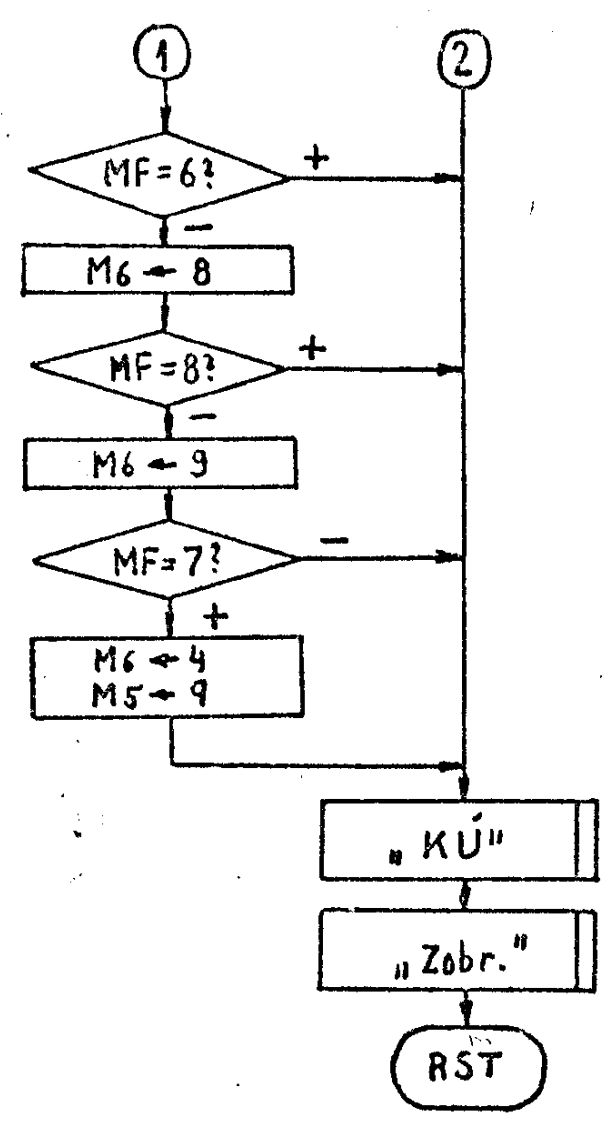 1
2
MF=6?
+
−
M6 ← 8
MF=8?
+
−
M6 ← 9
MF=7?
−
+
M6 ← 4
M5 ← 9
„KÚ"
„Zobr."
RST